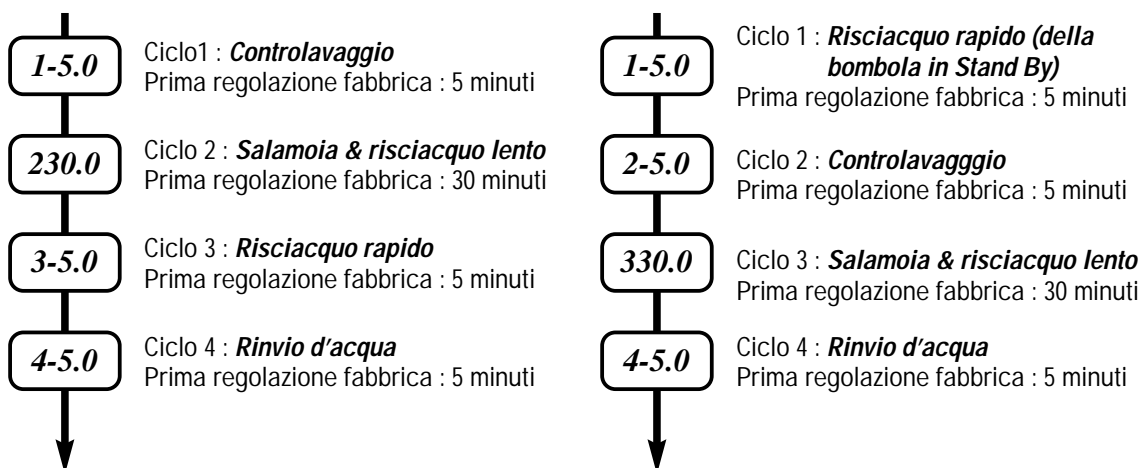 1-5.0
Ciclo1 : Controlavaggio
Prima regolazione fabbrica : 5 minuti
230.0
Ciclo 2 : Salamoia & risciacquo lento
Prima regolazione fabbrica : 30 minuti
3-5.0
Ciclo 3 : Risciacquo rapido
Prima regolazione fabbrica : 5 minuti
4-5.0
Ciclo 4 : Rinvio d’acqua
Prima regolazione fabbrica : 5 minuti
1-5.0
Ciclo 1 : Risciacquo rapido (della
bombola in Stand By)
Prima regolazione fabbrica : 5 minuti
2-5.0
Ciclo 2 : Controlavagggio
Prima regolazione fabbrica : 5 minuti
330.0
Ciclo 3 : Salamoia & risciacquo lento
Prima regolazione fabbrica : 30 minuti
4-5.0
Ciclo 4 : Rinvio d’acqua
Prima regolazione fabbrica : 5 minuti